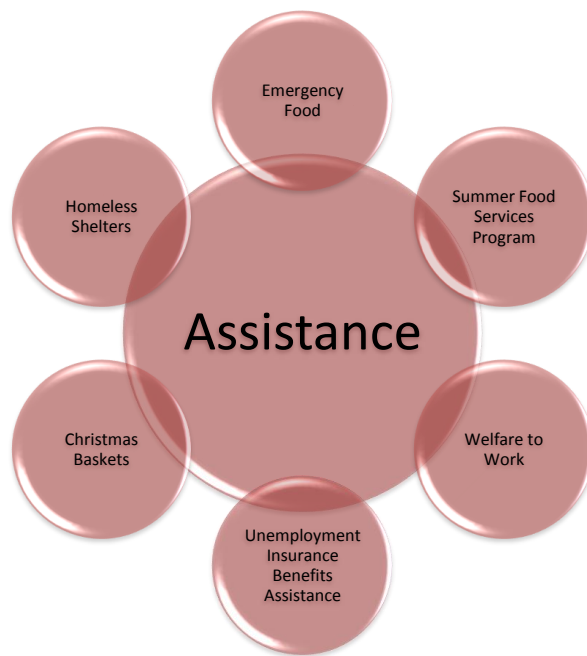 Emergency
Food
Summer Food
Services
Program
Welfare to
Work
Unemployment
Insurance
Benefits
Assistance
Christmas
Baskets
Homeless
Shelters
Assistance